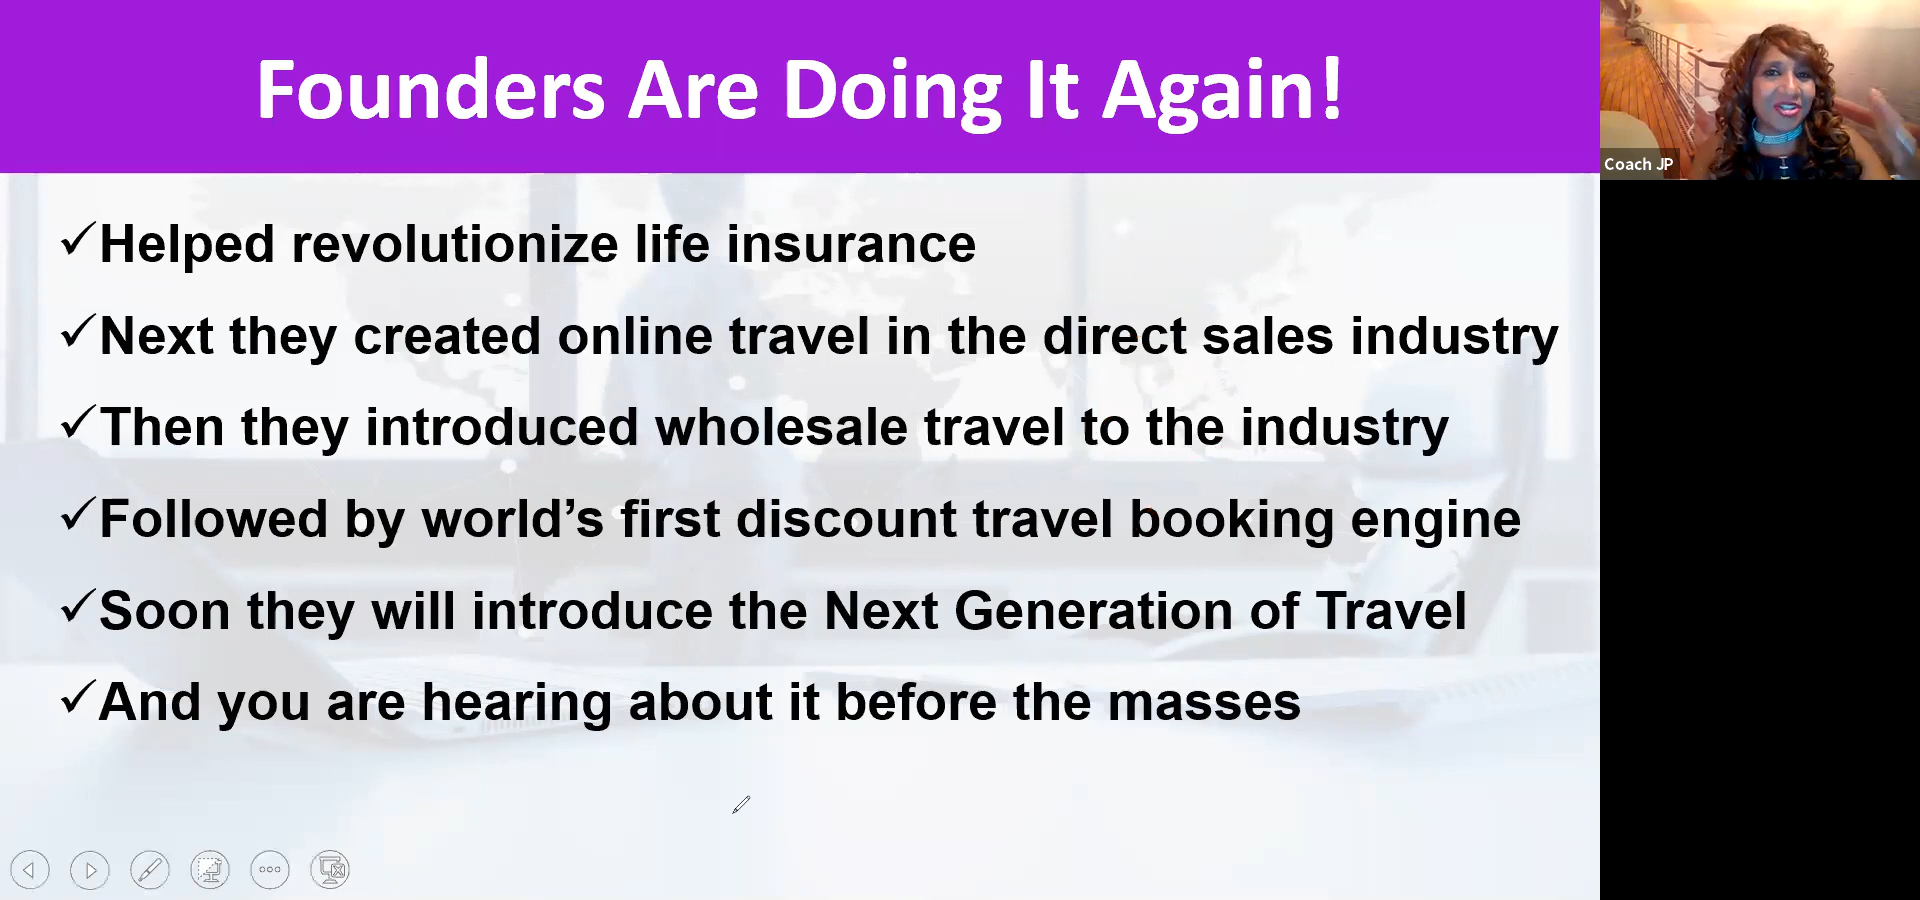 Founders Are Doing It Again!
Coach JP
✓Helped revolutionize life insurance
✓Next they created online travel in the direct sales industry
✓Then they introduced wholesale travel to the industry
✓Followed by world’s first discount travel booking engine
✓Soon they will introduce the Next Generation of Travel
✓And you are hearing about it before the masses